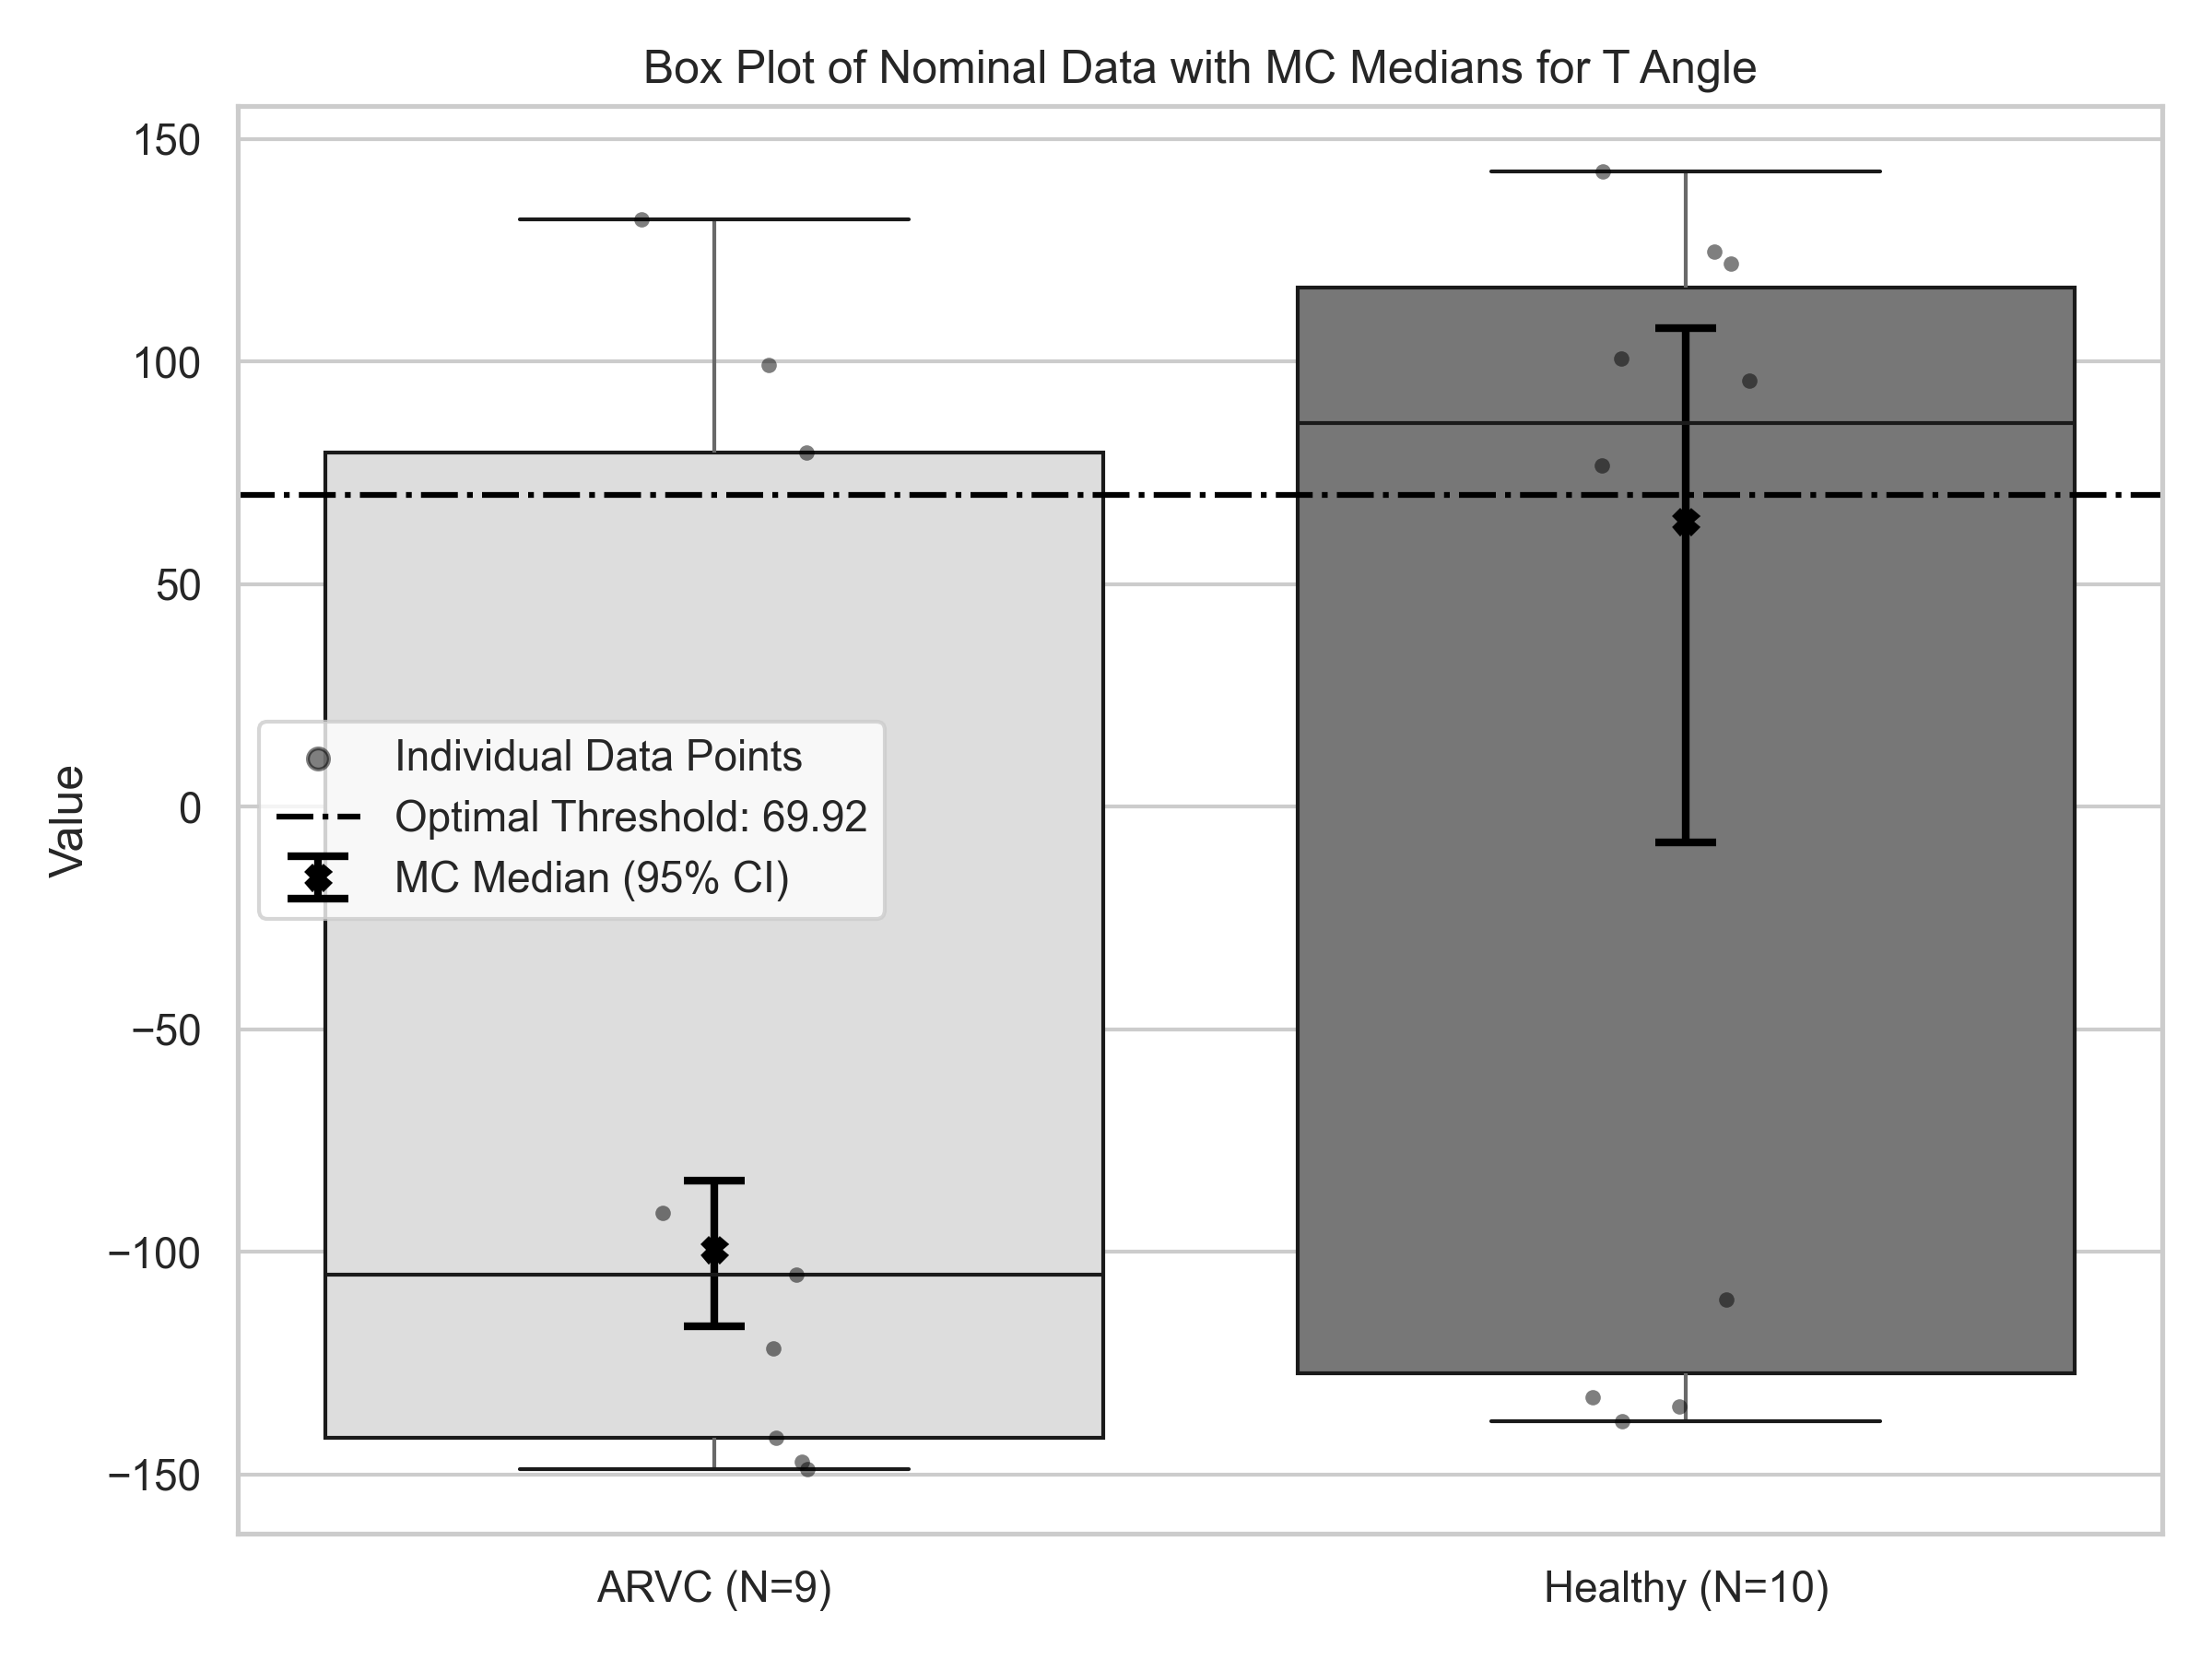 Box Plot of Nominal Data with MC Medians for T Angle
150
100
50
0
−50
−100
−150
Value
Individual Data Points
Optimal Threshold: 69.92
MC Median (95% CI)
ARVC (N=9)
Healthy (N=10)